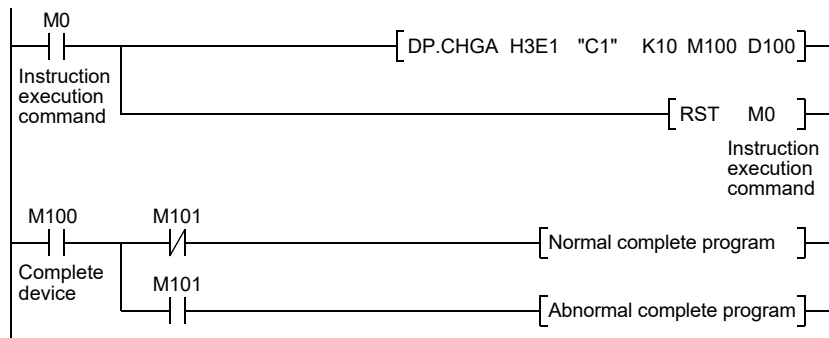 M0
DP.CHGA H3E1 "C1" K10 M100 D100
Instruction
execution
command
RST M0
Instruction
execution
command
M100
M101
Normal complete program
Complete
device
M101
Abnormal complete program